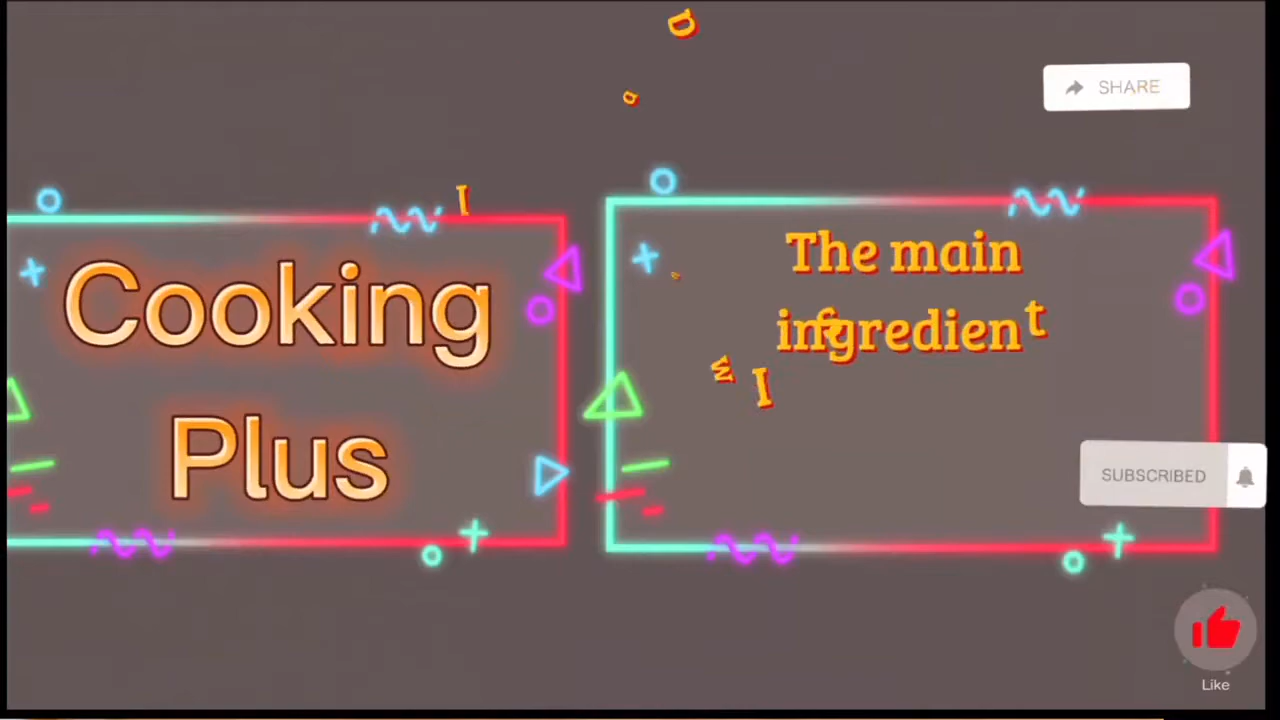 SHARE
Cooking
Plus
The main
ingredient
SUBSCRIBED
Like